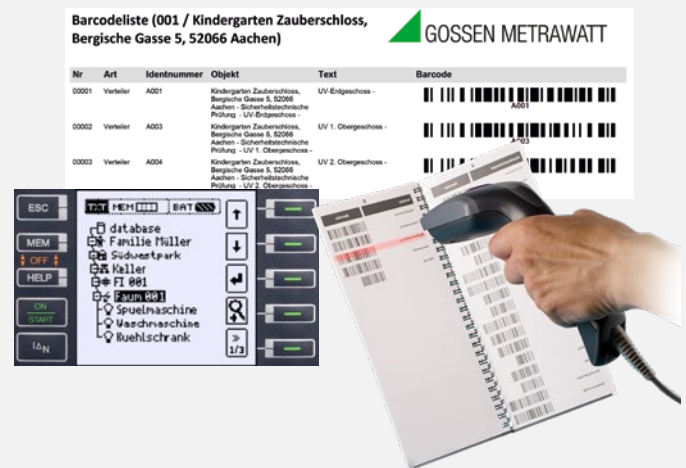 Barcodeliste (001 / Kindergarten Zauberschloss,
Bergische Gasse 5, 52066 Aachen)
GOSSEN METRAWATT
Nr Art Identnummer Objekt Text Barcode
00001 Verteiler A001 Kindergarten Zauberschloss, UV-Erdgeschoss -
Bergische Gasse 5, 52066
Aachen - Sicherheitstechnische
Prüfung - UV-Erdgeschoss -
A001
00002 Verteiler A003 Kindergarten Zauberschloss, UV 1. Obergeschoss -
Bergische Gasse 5, 52066
Aachen - Sicherheitstechnische
Prüfung - UV 1. Obergeschoss -
A003
00003 Verteiler A004 Kindergarten Zauberschloss, UV 2. Obergeschoss -
Bergische Gasse 5, 52066
Aachen - Sicherheitstechnische
Prüfung - UV 2. Obergeschoss -
ESC
MEM
OFF
HELP
ON
START
IΔN
TXT MEM BAT
database
Familie Müller
Südwestpark
Keller
FI 001
Raum 001
Spuelmaschine
Waschmaschine
Kuehlschrank
1/3